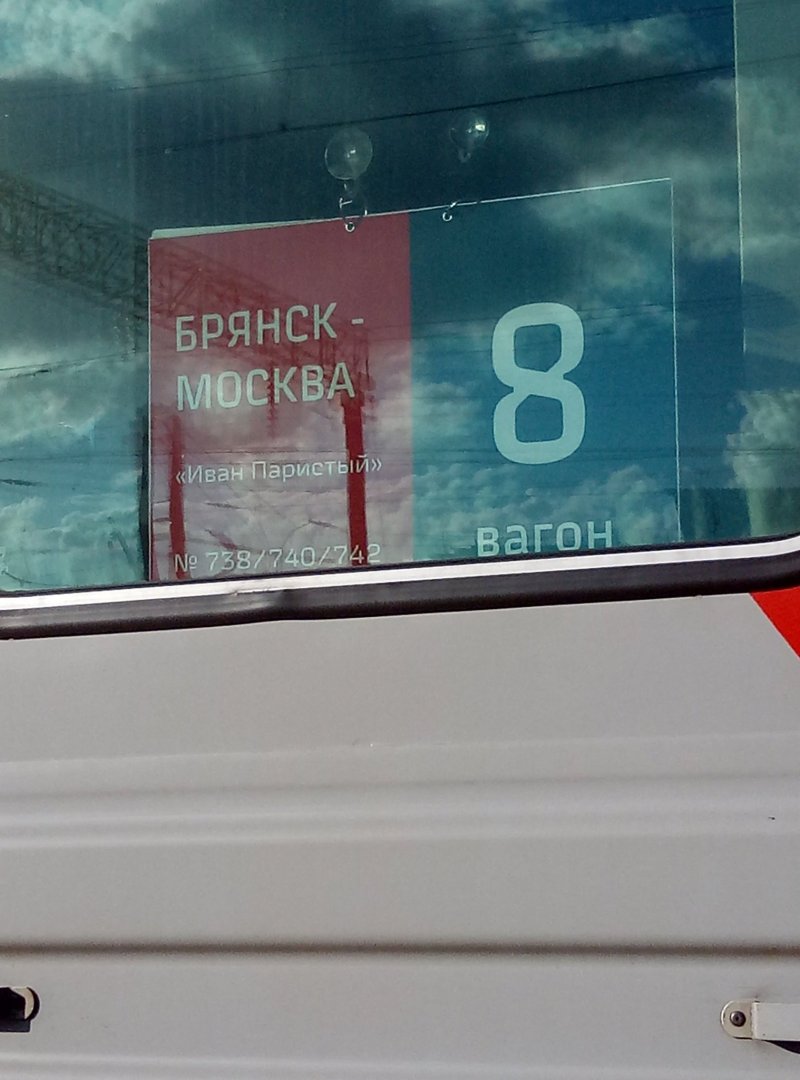 БРЯНСК -
МОСКВА
«Иван Паристый»
№ 738/740/742
8
вагон